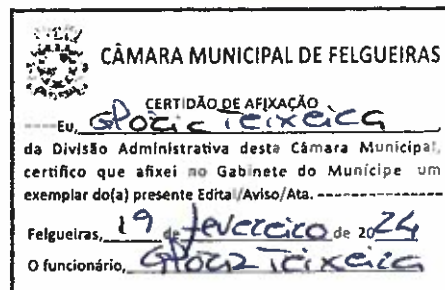 CÂMARA MUNICIPAL DE FELGUEIRAS
CERTIDÃO DE AFIXAÇÃO
-----Eu, Glória Teixeira
da Divisão Administrativa desta Câmara Municipal,
certifico que afixei no Gabinete do Munícipe um
exemplar do(a) presente Edital/Aviso/Ata. --------------
Felgueiras, 19 de fevereiro de 2024
O funcionário, Glória Teixeira